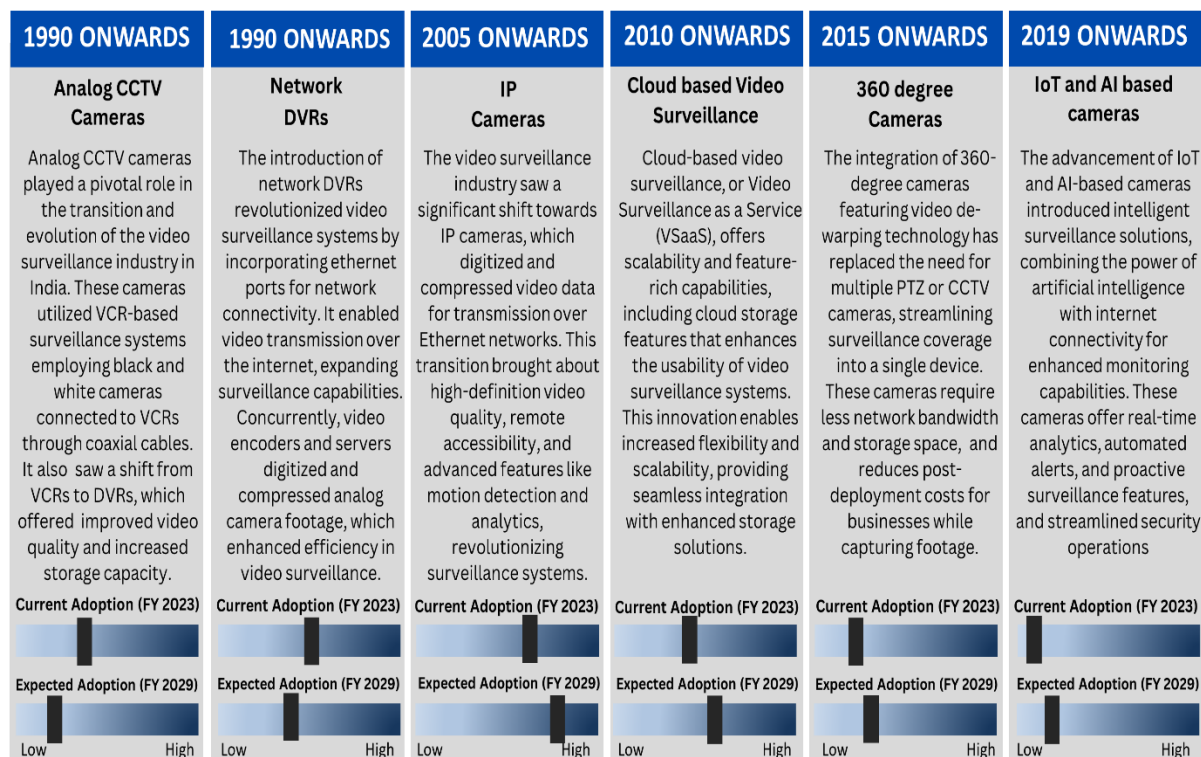 1990 ONWARDS
Analog CCTV
Cameras
Analog CCTV cameras
played a pivotal role in
the transition and
evolution of the video
surveillance industry in
India. These cameras
utilized VCR-based
surveillance systems
employing black and
white cameras
connected to VCRs
through coaxial cables.
It also saw a shift from
VCRs to DVRs, which
offered improved video
quality and increased
storage capacity.
Current Adoption (FY 2023)
Expected Adoption (FY 2029)
Low High
1990 ONWARDS
Network
DVRs
The introduction of
network DVRs
revolutionized video
surveillance systems by
incorporating ethernet
ports for network
connectivity. It enabled
video transmission over
the internet, expanding
surveillance capabilities.
Concurrently, video
encoders and servers
digitized and
compressed analog
camera footage, which
enhanced efficiency in
video surveillance.
Current Adoption (FY 2023)
Expected Adoption (FY 2029)
Low High
2005 ONWARDS
IP
Cameras
The video surveillance
industry saw a
significant shift towards
IP cameras, which
digitized and
compressed video data
for transmission over
Ethernet networks. This
transition brought about
high-definition video
quality, remote
accessibility, and
advanced features like
motion detection and
analytics,
revolutionizing
surveillance systems.
Current Adoption (FY 2023)
Expected Adoption (FY 2029)
Low High
2010 ONWARDS
Cloud based Video
Surveillance
Cloud-based video
surveillance, or Video
Surveillance as a Service
(VSaaS), offers
scalability and feature-
rich capabilities,
including cloud storage
features that enhances
the usability of video
surveillance systems.
This innovation enables
increased flexibility and
scalability, providing
seamless integration
with enhanced storage
solutions.
Current Adoption (FY 2023)
Expected Adoption (FY 2029)
Low High
2015 ONWARDS
360 degree
Cameras
The integration of 360-
degree cameras
featuring video de-
warping technology has
replaced the need for
multiple PTZ or CCTV
cameras, streamlining
surveillance coverage
into a single device.
These cameras require
less network bandwidth
and storage space, and
reduces post-
deployment costs for
businesses while
capturing footage.
Current Adoption (FY 2023)
Expected Adoption (FY 2029)
Low High
2019 ONWARDS
IoT and AI based
cameras
The advancement of IoT
and AI-based cameras
introduced intelligent
surveillance solutions,
combining the power of
artificial intelligence
with internet
connectivity for
enhanced monitoring
capabilities. These
cameras offer real-time
analytics, automated
alerts, and proactive
surveillance features,
and streamlined security
operations
Current Adoption (FY 2023)
Expected Adoption (FY 2029)
Low High